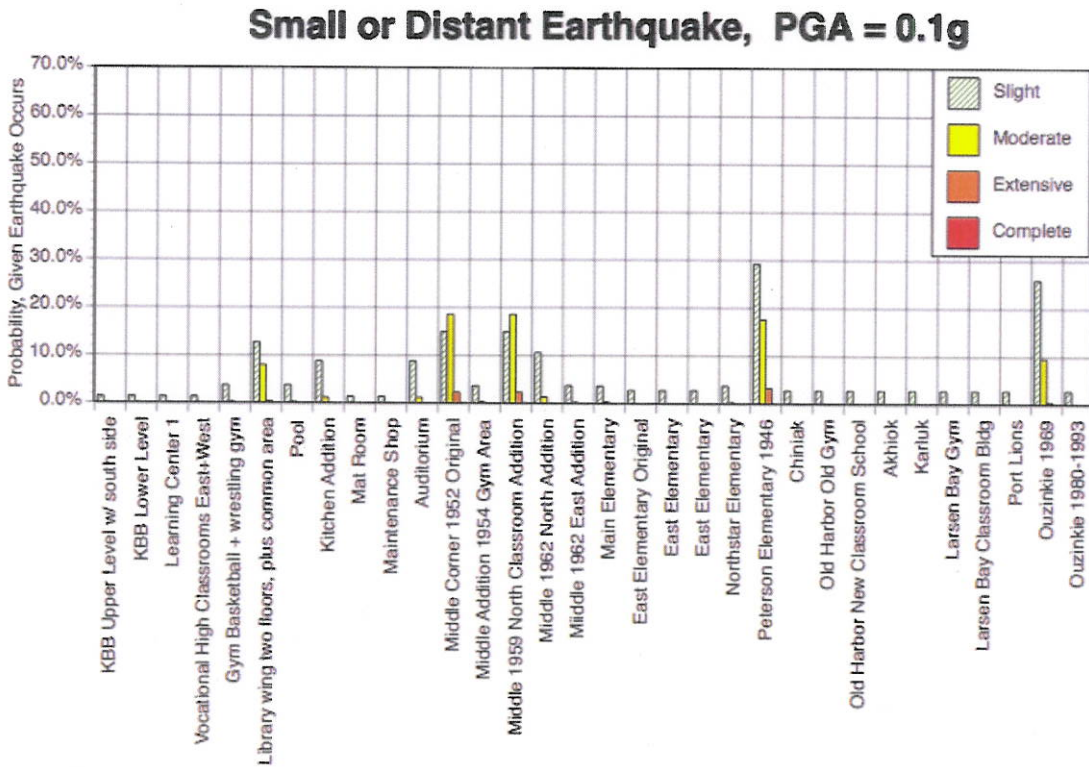 Small or Distant Earthquake, PGA = 0.1g
Probability, Given Earthquake Occurs
70.0%
60.0%
50.0%
40.0%
30.0%
20.0%
10.0%
0.0%
Slight
Moderate
Extensive
Complete
KBB Upper Level w/ south side
KBB Lower Level
Learning Center 1
Vocational High Classrooms East+West
Gym Basketball + wrestling gym
Library wing two floors, plus common area
Pool
Kitchen Addition
Mat Room
Maintenance Shop
Auditorium
Middle Corner 1952 Original
Middle Addition 1954 Gym Area
Middle 1959 North Classroom Addition
Middle 1962 North Addition
Miiddle 1962 East Addition
Main Elementary
East Elementary Original
East Elementary
East Elementary
Northstar Elementary
Peterson Elementary 1946
Chiniak
Old Harbor Old Gym
Old Harbor New Classroom School
Akhiok
Karluk
Larsen Bay Gym
Larsen Bay Classroom Bldg
Port Lions
Ouzinkie 1969
Ouzinkie 1980-1993